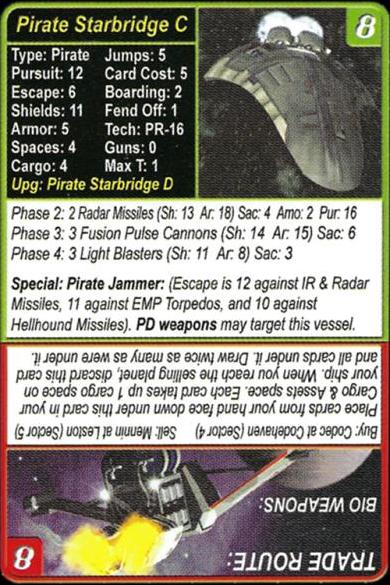 Pirate Starbridge C
8
Type: Pirate Jumps: 5
Pursuit: 12 Card Cost: 5
Escape: 6 Boarding: 2
Shields: 11 Fend Off: 1
Armor: 5 Tech: PR-16
Spaces: 4 Guns: 0
Cargo: 4 Max T: 1
Upg: Pirate Starbridge D
Phase 2: 2 Radar Missiles (Sh: 13 Ar: 18) Sac: 4 Amo: 2 Pur: 16
Phase 3: 3 Fusion Pulse Cannons (Sh: 14 Ar: 15) Sac: 6
Phase 4: 3 Light Blasters (Sh: 11 Ar: 8) Sac: 3
Special: Pirate Jammer: (Escape is 12 against IR & Radar
Missiles, 11 against EMP Torpedos, and 10 against
Hellhound Missiles). PD weapons may target this vessel.
TRADE ROUTE:
8
BIO WEAPONS:
Buy: Codec at Codehaven (Sector 4) Sell: Mennin at Leston (Sector 5)
Place cards from your hand face down under this card in your
Cargo & Assets space. Each card takes up 1 cargo space on
your ship. When you reach the selling planet, discard this card
and all cards under it. Draw twice as many as were under it.